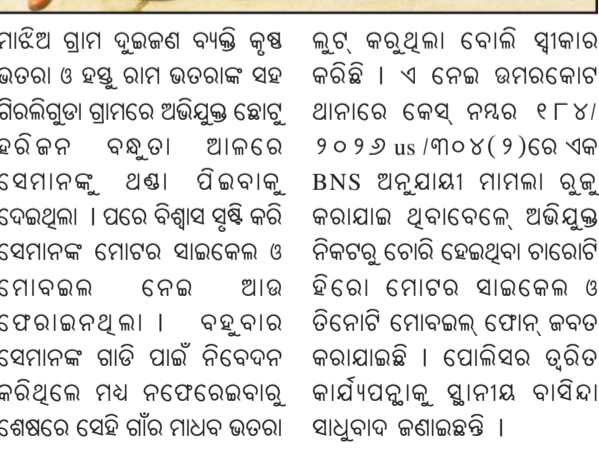 ମାଝିଅ ଗ୍ରାମ ଦୁଇଜଣ ବ୍ୟକ୍ତି କୃଷ୍ଣ
ଭତରା ଓ ହସ୍ତୁ ରାମ ଭତରାଙ୍କ ସହ
ଗିରଲିଗୁଡା ଗ୍ରାମରେ ଅଭିଯୁକ୍ତ ଛୋଟୁ
ହରିଜନ ବନ୍ଧୁତା ଆଳରେ
ସେମାନଙ୍କୁ ଥଣ୍ଡା ପିଇବାକୁ
ଦେଇଥିଲା । ପରେ ବିଶ୍ୱାସ ସୃଷ୍ଟି କରି
ସେମାନଙ୍କ ମୋଟର ସାଇକେଲ ଓ
ମୋବଇଲ ନେଇ ଆଉ
ଫେରାଇନଥିଲା । ବହୁବାର
ସେମାନଙ୍କ ଗାଡି ପାଇଁ ନିବେଦନ
କରିଥିଲେ ମଧ୍ୟ ନଫେରେଇବାରୁ
ଶେଷରେ ସେହି ଗାଁର ମାଧବ ଭତରା
ଲୁଟ୍ କରୁଥିଲା ବୋଲି ସ୍ୱୀକାର
କରିଛି । ଏ ନେଇ ଉମରକୋଟ
ଥାନାରେ କେସ୍ ନମ୍ୱର ୧୮୪/
୨୦୨୬ us /୩୦୪(୨)ରେ ଏକ
BNS ଅନୁଯାୟୀ ମାମଲା ରୁଜୁ
କରାଯାଇ ଥିବାବେଳେ୍ ଅଭିଯୁକ୍ତ
ନିକଟରୁ ଚୋରି ହେଇଥିବା ଚାରୋଟି
ହିରୋ ମୋଟର ସାଇକେଲ ଓ
ତିନୋଟି ମୋବଇଲ୍ ଫୋନ୍ ଜବତ
କରାଯାଇଛି । ପୋଲିସର ତ୍ୱରିତ
କାର୍ଯ୍ୟପନ୍ଥାକୁ ସ୍ଥାନୀୟ ବାସିନ୍ଦା
ସାଧୁବାଦ ଜଣାଇଛନ୍ତି ।